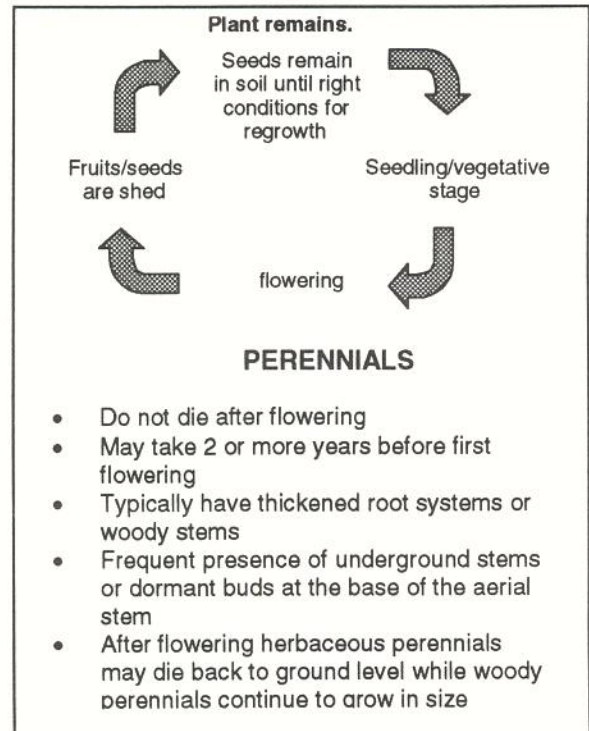 Plant remains.
Seeds remain
in soil until right
conditions for
regrowth
Fruits/seeds
are shed
Seedling/vegetative
stage
flowering
PERENNIALS
• Do not die after flowering
• May take 2 or more years before first
flowering
• Typically have thickened root systems or
woody stems
• Frequent presence of underground stems
or dormant buds at the base of the aerial
stem
• After flowering herbaceous perennials
may die back to ground level while woody
perennials continue to grow in size